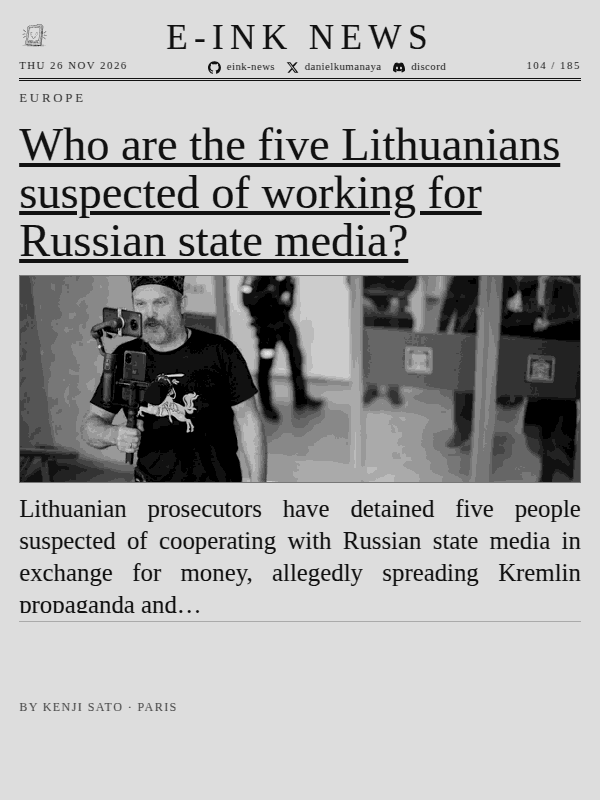 E-INK NEWS
THU 26 NOV 2026
eink-news danielkumanaya discord
104 / 185
EUROPE
Who are the five Lithuanians
suspected of working for
Russian state media?
Lithuanian prosecutors have detained five people
suspected of cooperating with Russian state media in
exchange for money, allegedly spreading Kremlin
propaganda and…
BY KENJI SATO · PARIS